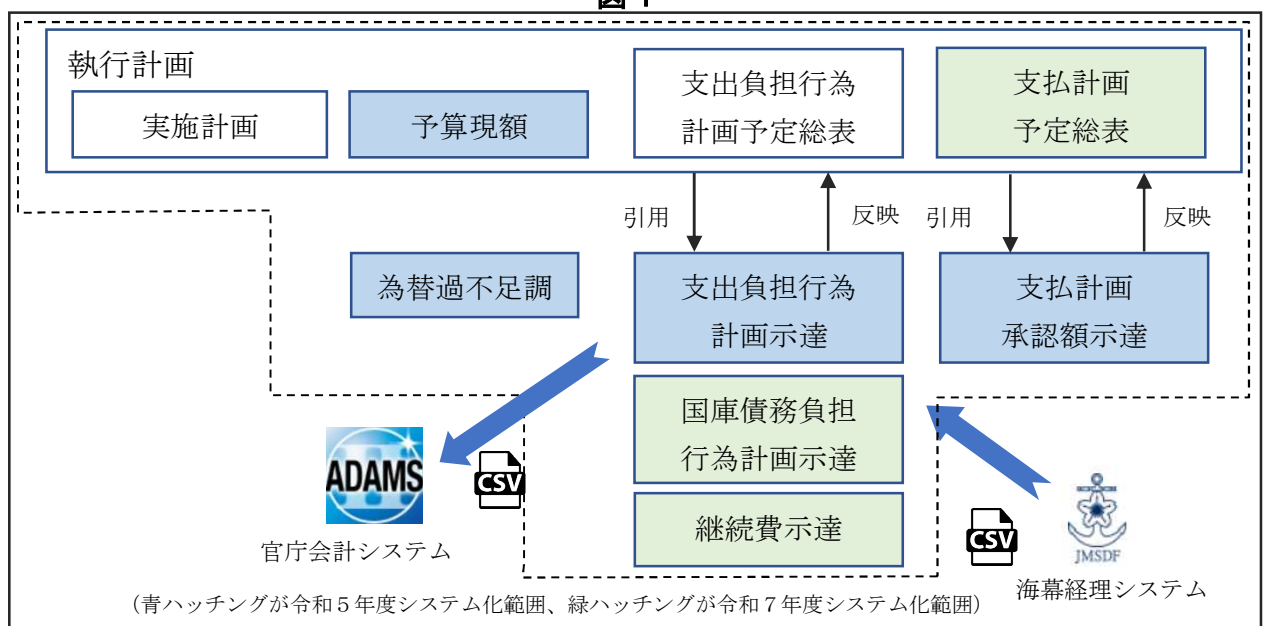 図1
執行計画
実施計画
予算現額
支出負担行為
計画予定総表
支払計画
予定総表
引用
反映
引用
反映
為替過不足調
支出負担行為
計画示達
支払計画
承認額示達
国庫債務負担
行為計画示達
継続費示達
ADAMS
CSV
官庁会計システム
CSV
JMSDF
海幕経理システム
(青ハッチングが令和5年度システム化範囲、緑ハッチングが令和7年度システム化範囲)